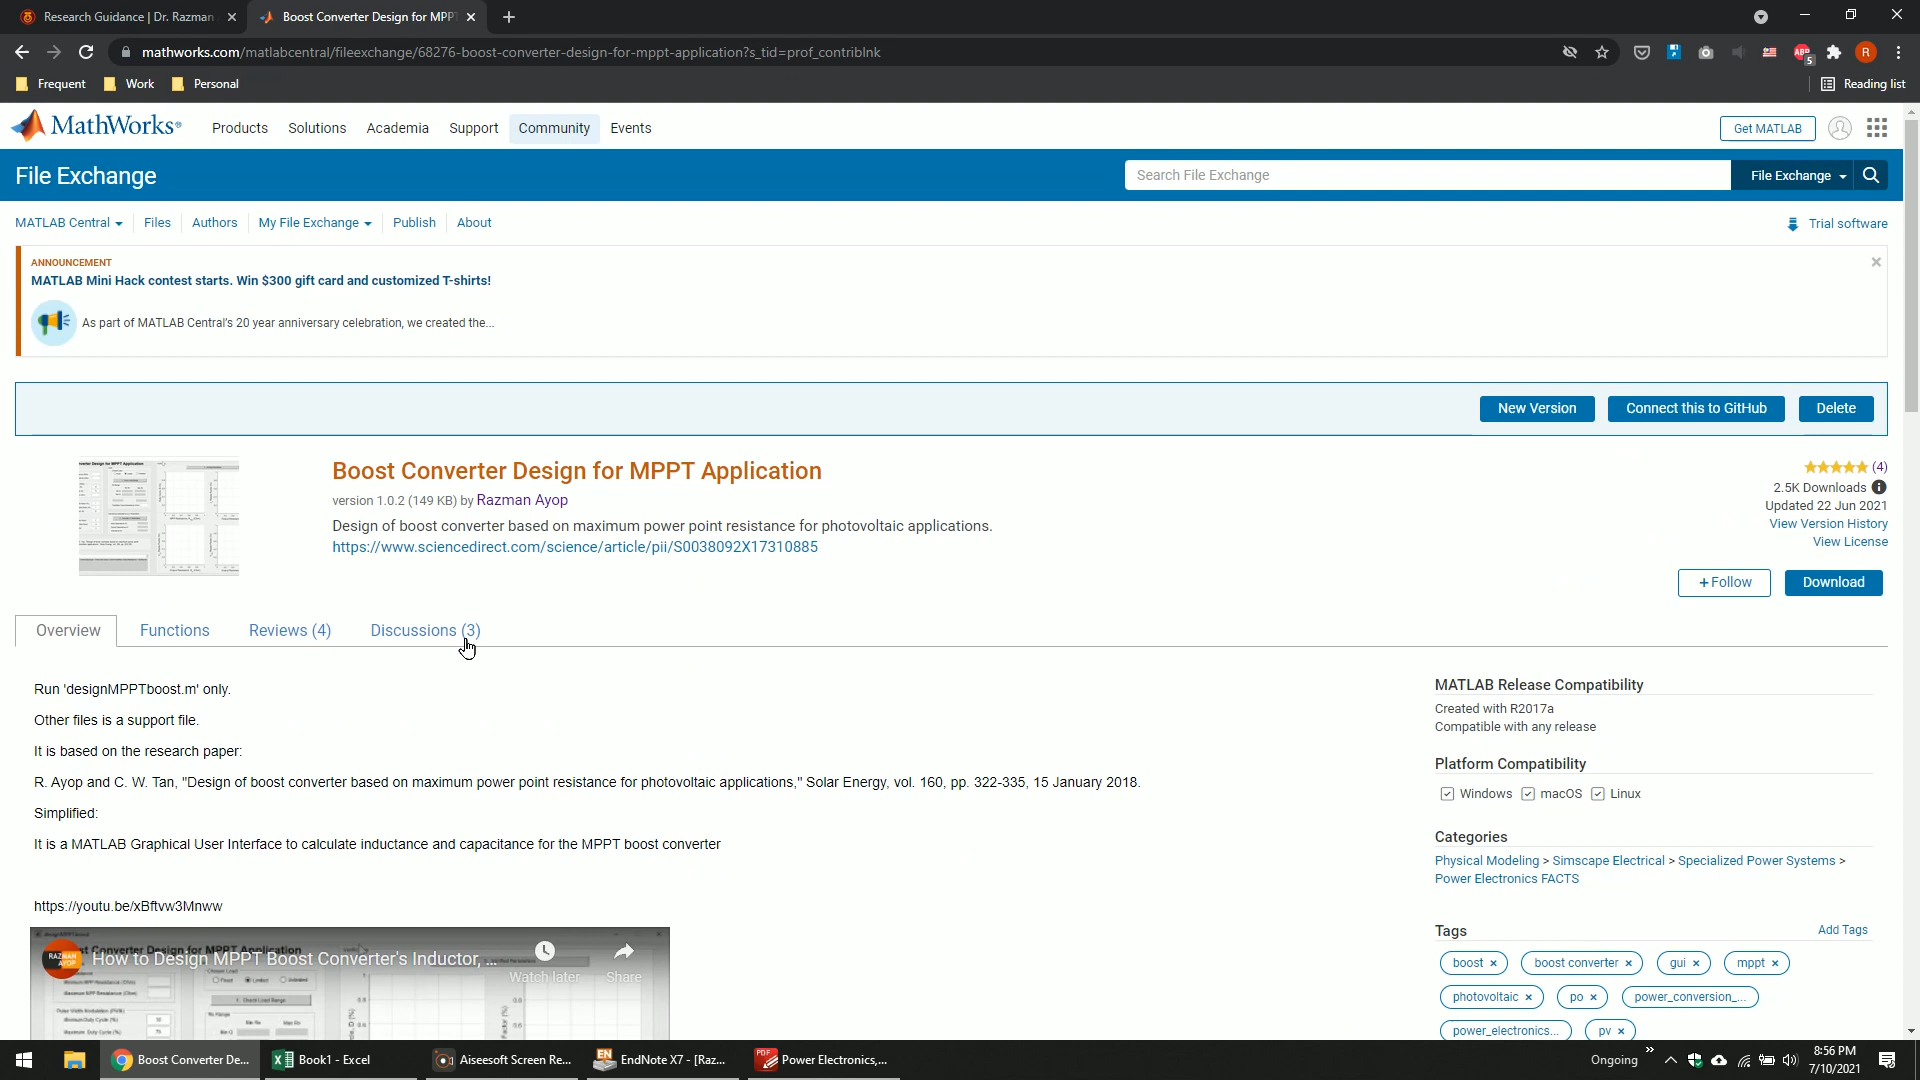 Research Guidance | Dr. Razman
Boost Converter Design for MPPT
mathworks.com/matlabcentral/fileexchange/68276-boost-converter-design-for-mppt-application?s_tid=prof_contriblnk
ABP
5
R
Frequent
Work
Personal
Reading list
MathWorks®
Products
Solutions
Academia
Support
Community
Events
Get MATLAB
File Exchange
Search File Exchange
File Exchange
MATLAB Central
Files
Authors
My File Exchange
Publish
About
Trial software
ANNOUNCEMENT
MATLAB Mini Hack contest starts. Win $300 gift card and customized T-shirts!
As part of MATLAB Central's 20 year anniversary celebration, we created the...
New Version
Connect this to GitHub
Delete
Boost Converter Design for MPPT Application
version 1.0.2 (149 KB) by Razman Ayop
Design of boost converter based on maximum power point resistance for photovoltaic applications.
https://www.sciencedirect.com/science/article/pii/S0038092X17310885
(4)
2.5K Downloads
Updated 22 Jun 2021
View Version History
View License
+ Follow
Download
Overview
Functions
Reviews (4)
Discussions (3)
Run 'designMPPTboost.m' only.
Other files is a support file.
It is based on the research paper:
R. Ayop and C. W. Tan, "Design of boost converter based on maximum power point resistance for photovoltaic applications," Solar Energy, vol. 160, pp. 322-335, 15 January 2018.
Simplified:
It is a MATLAB Graphical User Interface to calculate inductance and capacitance for the MPPT boost converter
https://youtu.be/xBftvw3Mnww
How to Design MPPT Boost Converter's Inductor, ...
Watch later
Share
RAZMAN
AYOP
MATLAB Release Compatibility
Created with R2017a
Compatible with any release
Platform Compatibility
Windows
macOS
Linux
Categories
Physical Modeling > Simscape Electrical > Specialized Power Systems >
Power Electronics FACTS
Tags
Add Tags
boost ×
boost converter ×
gui ×
mppt ×
photovoltaic ×
po ×
power_conversion_...
power_electronics...
pv ×
Boost Converter De...
Book1 - Excel
Aiseesoft Screen Re...
EndNote X7 - [Raz...
Power Electronics,...
Ongoing
8:56 PM
7/10/2021